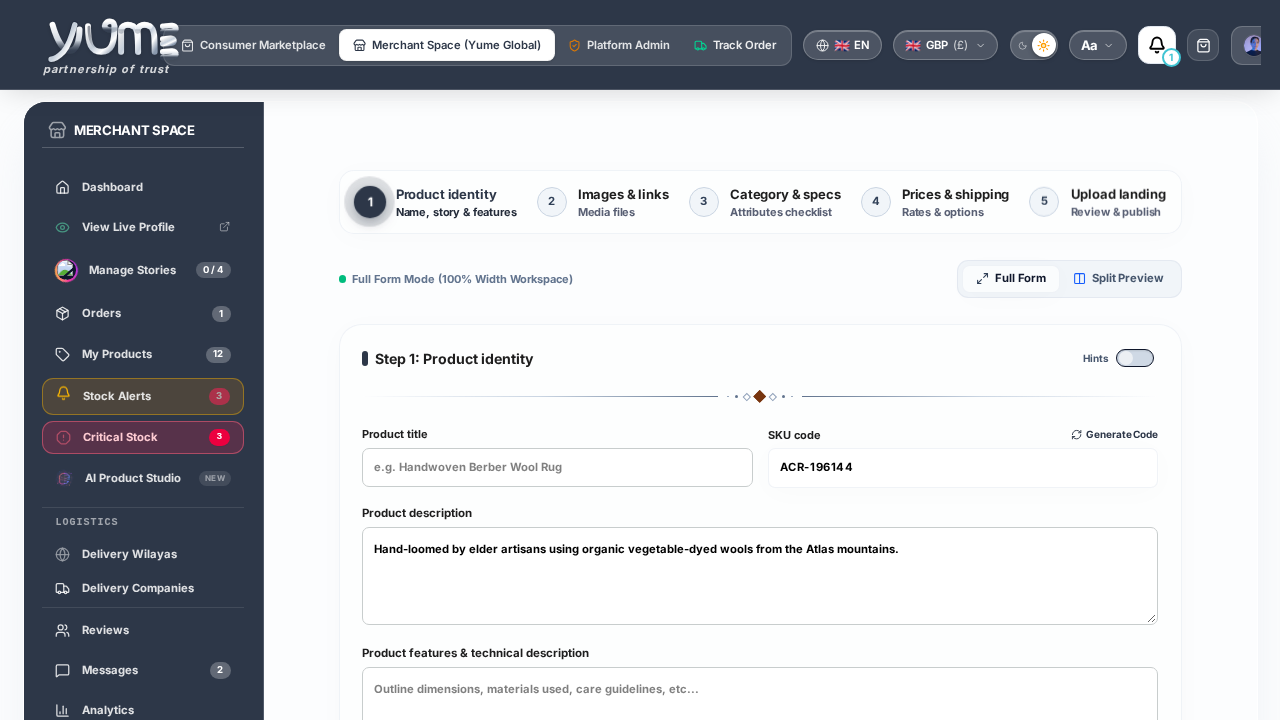 yume
partnership of trust
Consumer Marketplace
Merchant Space (Yume Global)
Platform Admin
Track Order
🇬🇧 EN
🇬🇧 GBP (£)
Aa
1
MERCHANT SPACE
Dashboard
View Live Profile
Manage Stories 0 / 4
Orders 1
My Products 12
Stock Alerts 3
Critical Stock 3
AI Product Studio NEW
LOGISTICS
Delivery Wilayas
Delivery Companies
Reviews
Messages 2
Analytics
1 Product identity
Name, story & features
2 Images & links
Media files
3 Category & specs
Attributes checklist
4 Prices & shipping
Rates & options
5 Upload landing
Review & publish
Full Form Mode (100% Width Workspace)
Full Form
Split Preview
Step 1: Product identity
Hints
Product title
e.g. Handwoven Berber Wool Rug
SKU code
Generate Code
ACR-196144
Product description
Hand-loomed by elder artisans using organic vegetable-dyed wools from the Atlas mountains.
Product features & technical description
Outline dimensions, materials used, care guidelines, etc...